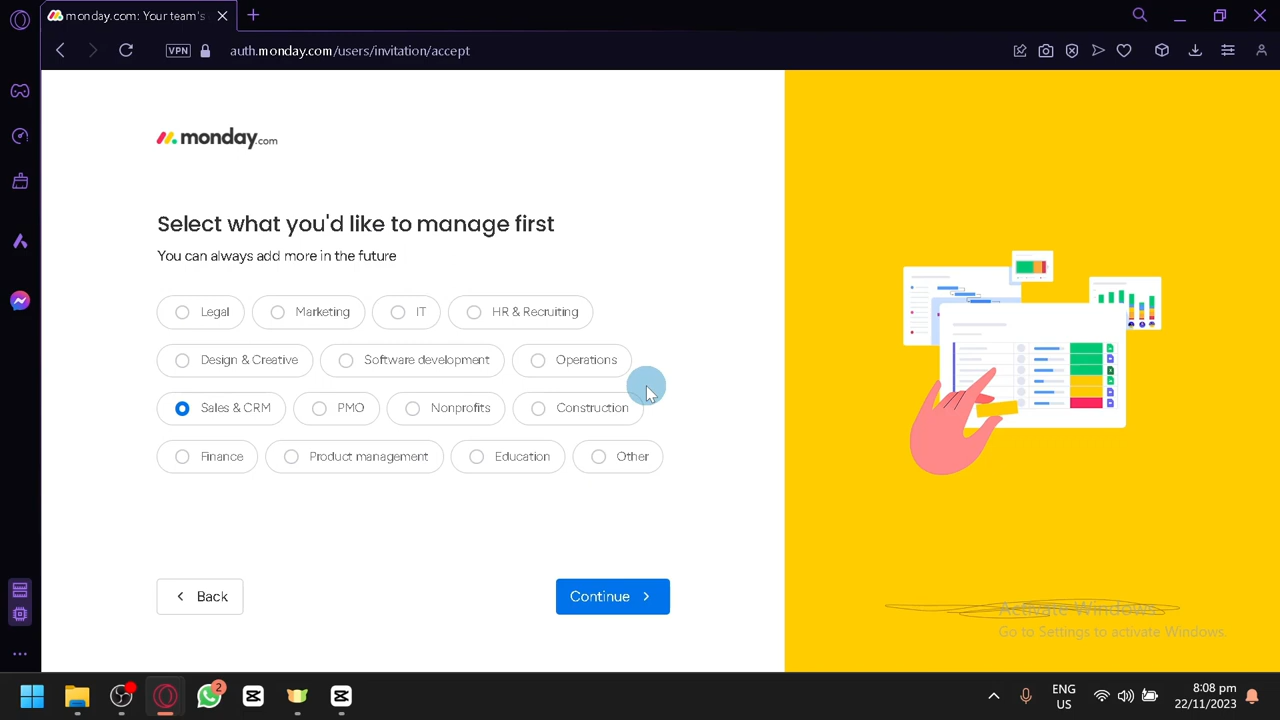 monday.com: Your team's
VPN
auth.monday.com/users/invitation/accept
monday.com
Select what you'd like to manage first
You can always add more in the future
Legal Marketing IT HR & Recruiting
Design & Creative Software development Operations
Sales & CRM Nonprofits Construction
Finance Product management Education Other
Back Continue
Activate Windows
Go to Settings to activate Windows.
2
ENG
US
8:08 pm
22/11/2023